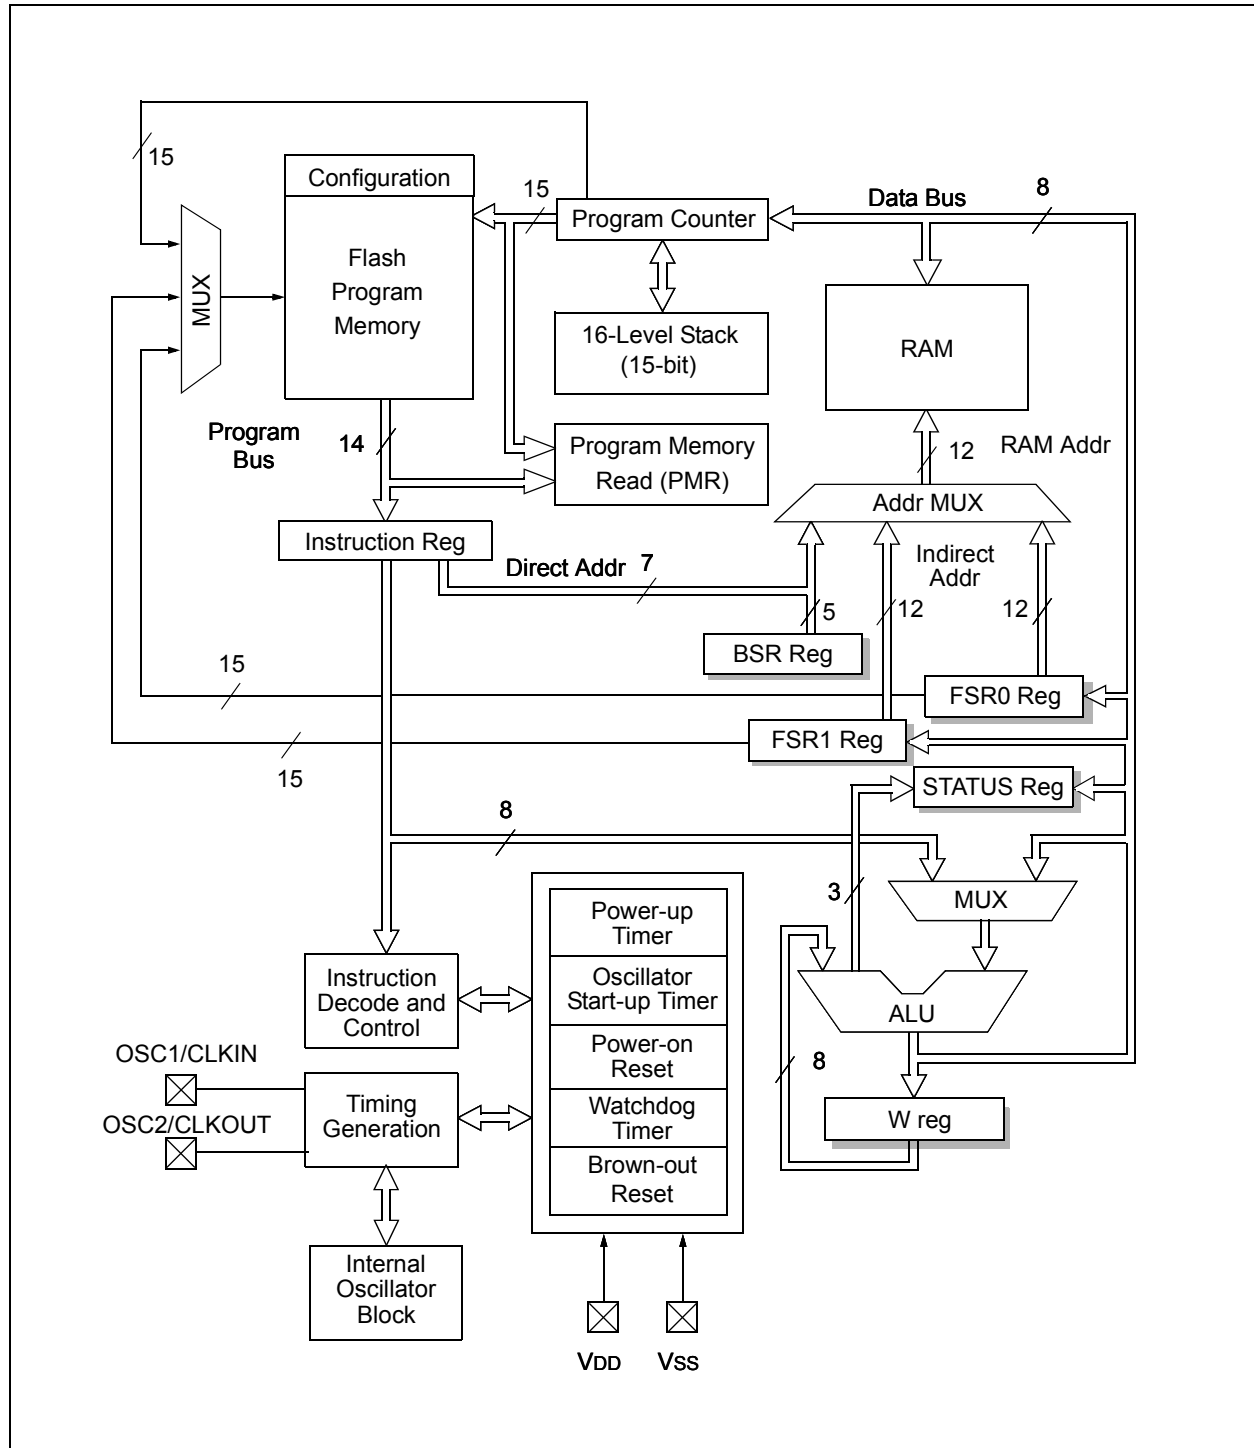 15
Configuration
15
Program Counter
Data Bus
8
MUX
Flash
Program
Memory
16-Level Stack
(15-bit)
RAM
Program
Bus
14
Program Memory
Read (PMR)
12
RAM Addr
Addr MUX
Instruction Reg
Direct Addr
7
Indirect
Addr
5
12
12
BSR Reg
15
FSR0 Reg
FSR1 Reg
15
STATUS Reg
8
3
MUX
Power-up
Timer
Instruction
Decode and
Control
Oscillator
Start-up Timer
ALU
OSC1/CLKIN
Power-on
Reset
8
Timing
Generation
OSC2/CLKOUT
Watchdog
Timer
W reg
Brown-out
Reset
Internal
Oscillator
Block
VDD
VSS